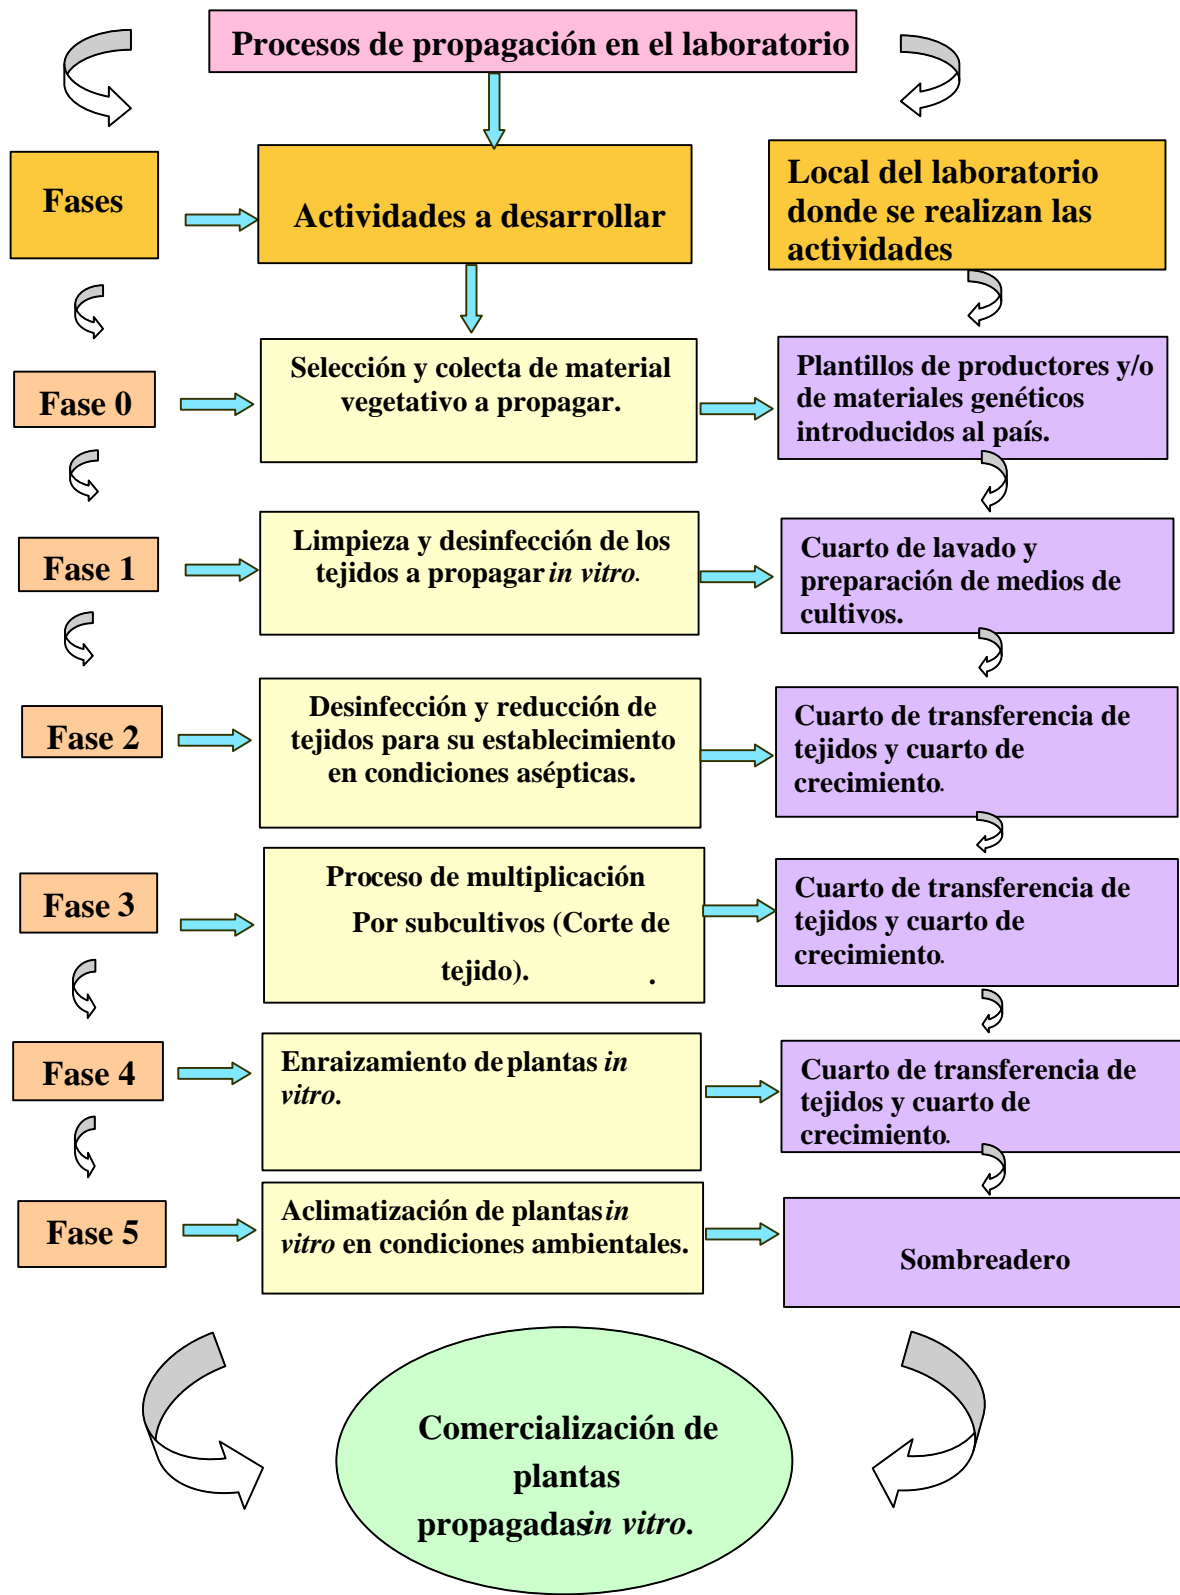 Procesos de propagación en el laboratorio
Fases
Actividades a desarrollar
Local del laboratorio
donde se realizan las
actividades
Fase 0
Selección y colecta de material
vegetativo a propagar.
Plantillos de productores y/o
de materiales genéticos
introducidos al país.
Fase 1
Limpieza y desinfección de los
tejidos a propagar in vitro.
Cuarto de lavado y
preparación de medios de
cultivos.
Fase 2
Desinfección y reducción de
tejidos para su establecimiento
en condiciones asépticas.
Cuarto de transferencia de
tejidos y cuarto de
crecimiento.
Fase 3
Proceso de multiplicación
Por subcultivos (Corte de
tejido). .
Cuarto de transferencia de
tejidos y cuarto de
crecimiento.
Fase 4
Enraizamiento de plantas in
vitro.
Cuarto de transferencia de
tejidos y cuarto de
crecimiento.
Fase 5
Aclimatización de plantas in
vitro en condiciones ambientales.
Sombreadero
Comercialización de
plantas
propagadas in vitro.